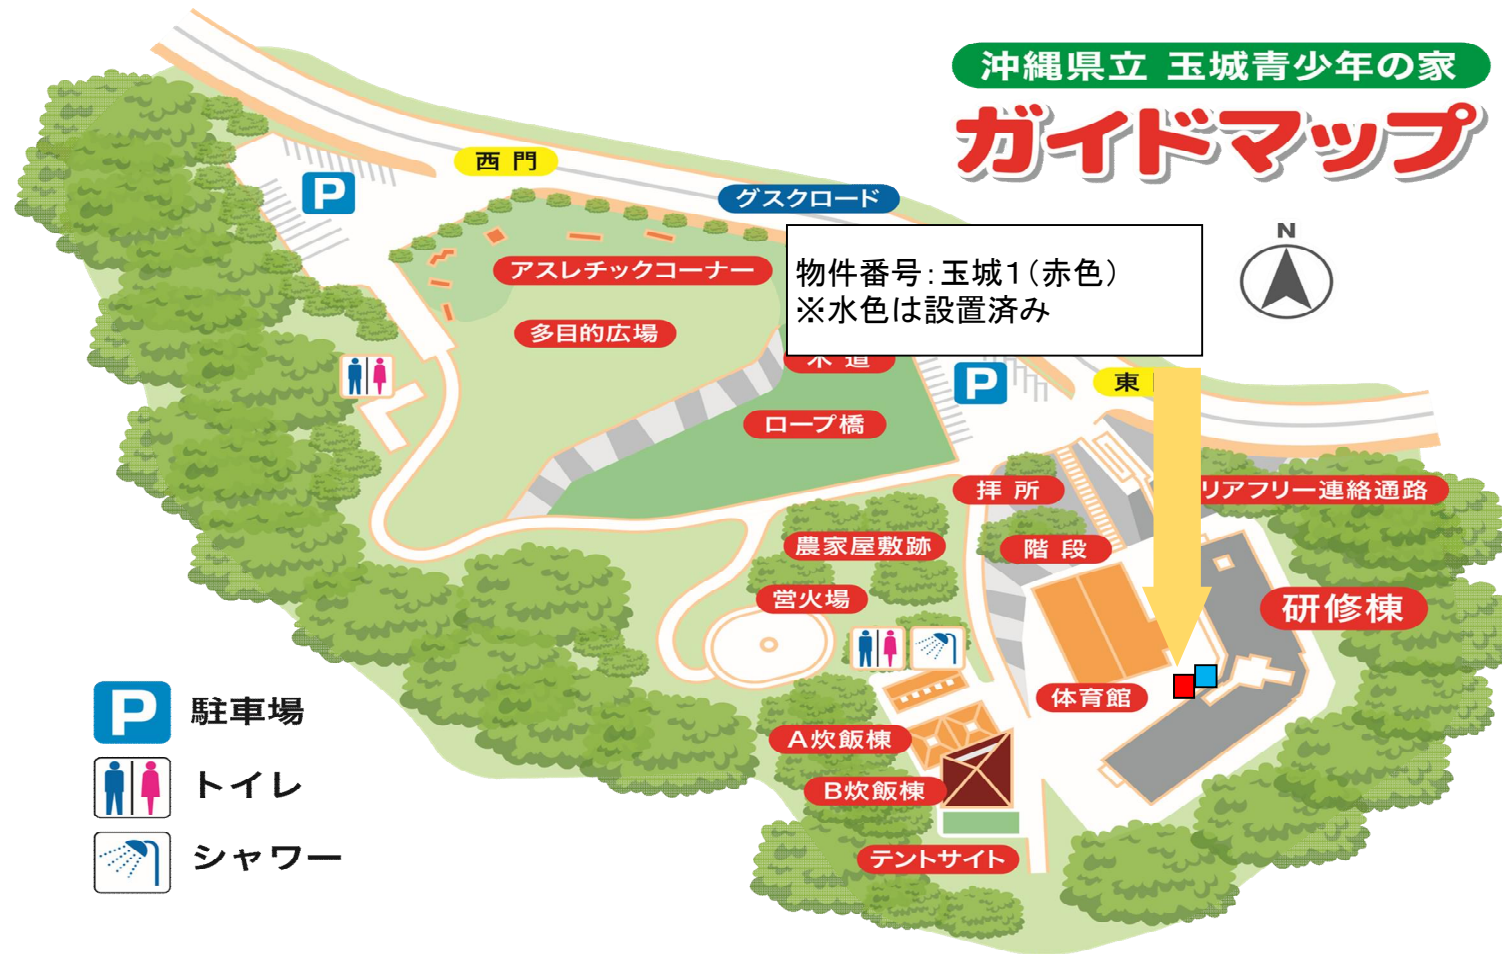 沖縄県立 玉城青少年の家
ガイドマップ
西門
P
グスクロード
N
アスレチックコーナー
物件番号：玉城１（赤色）
※水色は設置済み
多目的広場
木道
P
東
ロープ橋
拝所
リアフリー連絡通路
農家屋敷跡
階段
営火場
研修棟
体育館
P 駐車場
A炊飯棟
トイレ
B炊飯棟
シャワー
テントサイト